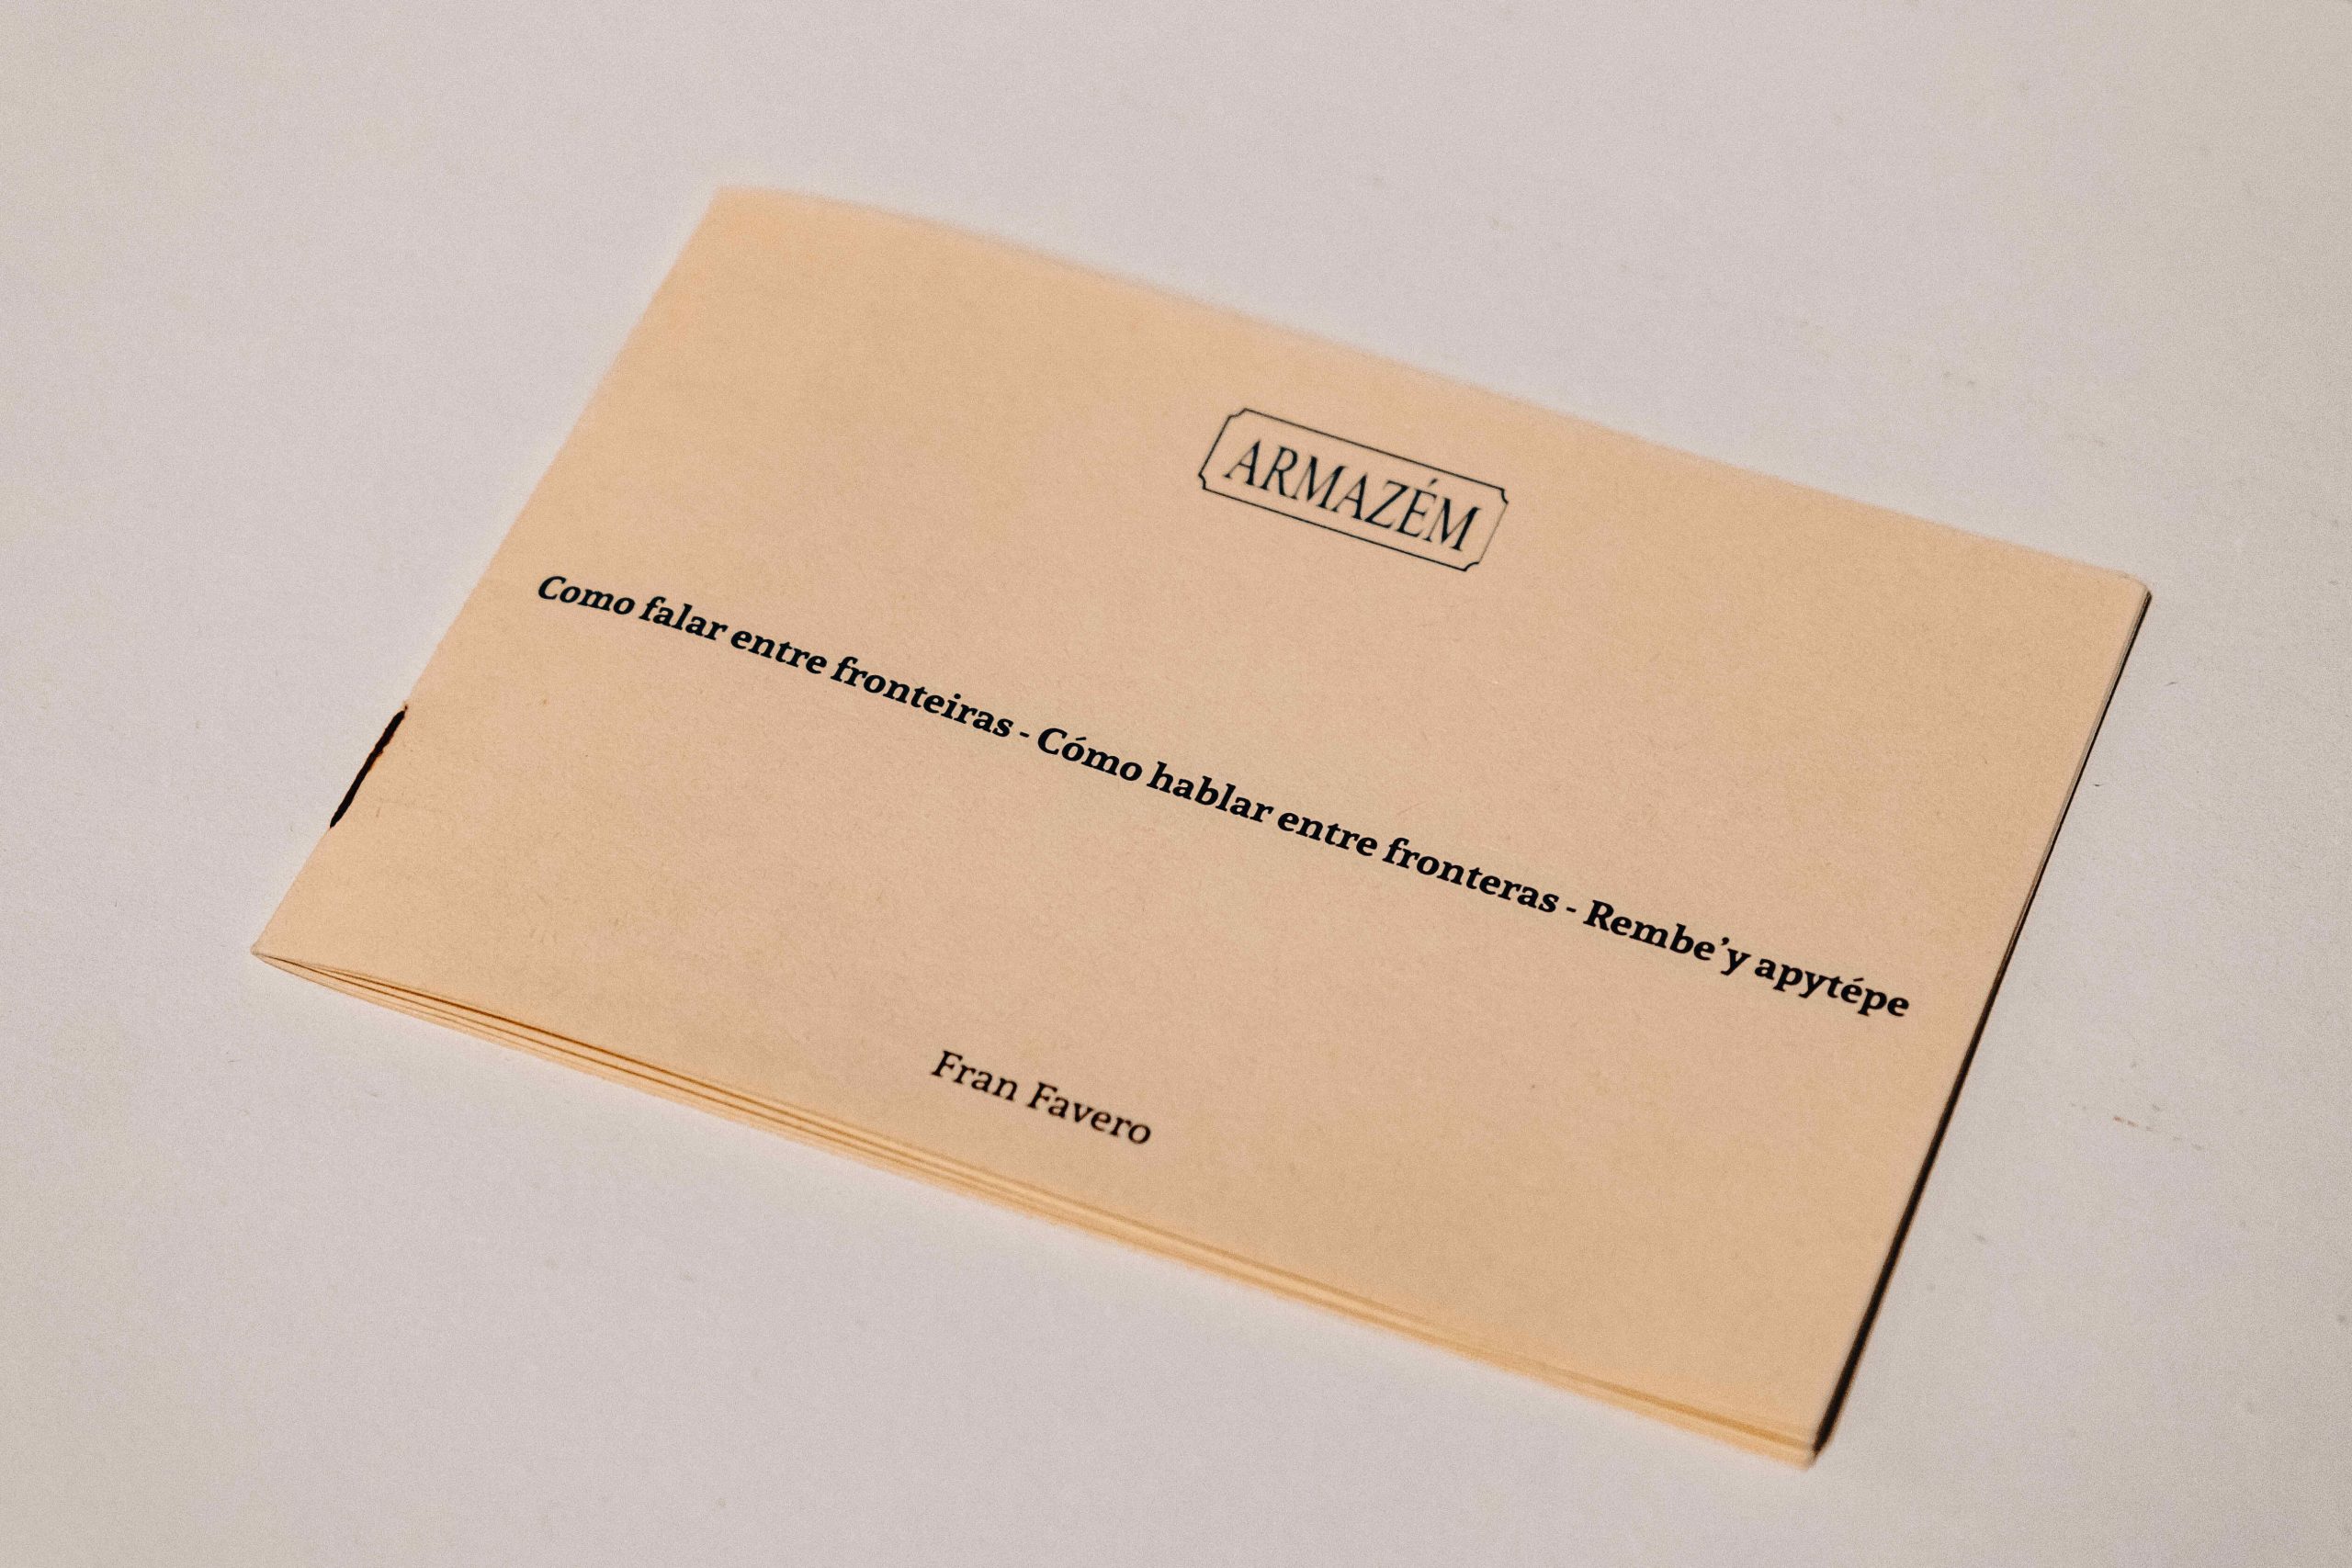 ARMAZÉM
Como falar entre fronteiras - Cómo hablar entre fronteras - Rembe’y apytépe
Fran Favero